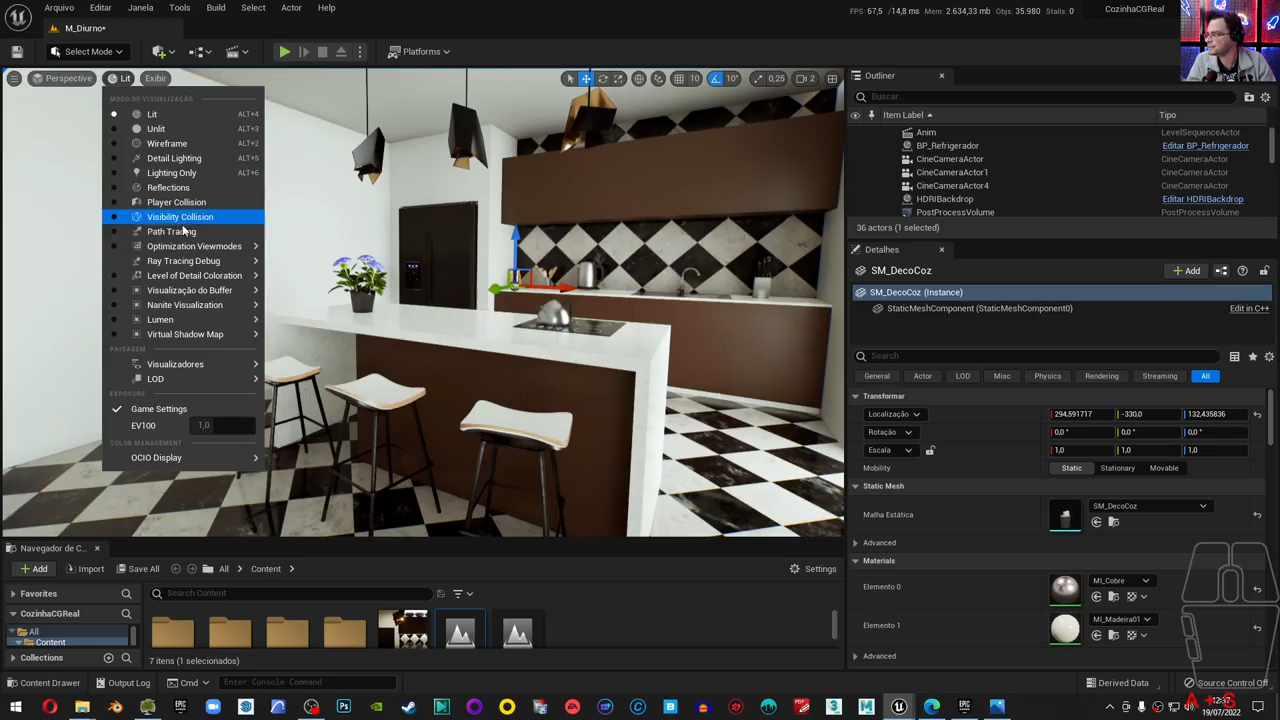 Arquivo Editar Janela Tools Build Select Actor Help
FPS: 67,5 / 14,8 ms Mem: 2.634,33 mb Objs: 35.980 Stalls: 0
CozinhaCGReal
M_Diurno•
Select Mode
Platforms
Perspective Lit Exibir
10 10° 0,25 2
MODO DE VISUALIZAÇÃO
Lit ALT+4
Unlit ALT+3
Wireframe ALT+2
Detail Lighting ALT+5
Lighting Only ALT+6
Reflections
Player Collision
Visibility Collision
Path Tracing
Optimization Viewmodes
Ray Tracing Debug
Level of Detail Coloration
Visualização do Buffer
Nanite Visualization
Lumen
Virtual Shadow Map
PAISAGEM
Visualizadores
LOD
EXPOSURE
Game Settings
EV100 1,0
COLOR MANAGEMENT
OCIO Display
Outliner
Buscar...
Item Label Tipo
Anim LevelSequenceActor
BP_Refrigerador Editar BP_Refrigerador
CineCameraActor CineCameraActor
CineCameraActor1 CineCameraActor
CineCameraActor4 CineCameraActor
HDRIBackdrop Editar HDRIBackdrop
PostProcessVolume PostProcessVolume
36 actors (1 selected)
Detalhes
SM_DecoCoz
Add
SM_DecoCoz (Instance)
StaticMeshComponent (StaticMeshComponent0) Edit in C++
Search
General Actor LOD Misc Physics Rendering Streaming All
Transformar
Localização 294,591717 -330,0 132,435836
Rotação 0,0 ° 0,0 ° 0,0 °
Escala 1,0 1,0 1,0
Mobility Static Stationary Movable
Static Mesh
Malha Estática SM_DecoCoz
Advanced
Materials
Elemento 0 MI_Cobre
Elemento 1 MI_Madeira01
Advanced
Navegador de C...
Add Import Save All All Content Settings
Favorites
Search Content
CozinhaCGReal
All
Content
Collections
7 itens (1 selecionados)
Content Drawer Output Log Cmd Enter Console Command
Derived Data Source Control Off
A+S
19/07/2022